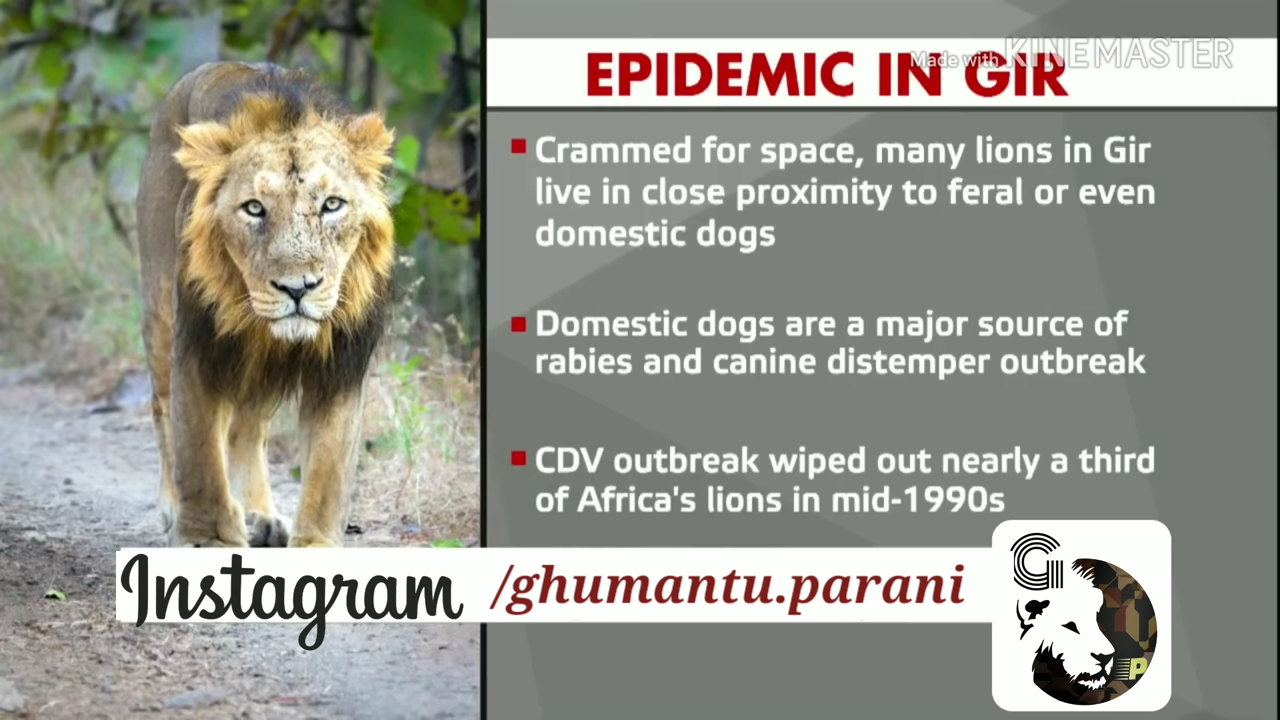 Made with KINEMASTER
EPIDEMIC IN GIR
Crammed for space, many lions in Gir
live in close proximity to feral or even
domestic dogs
Domestic dogs are a major source of
rabies and canine distemper outbreak
CDV outbreak wiped out nearly a third
of Africa's lions in mid-1990s
Instagram /ghumantu.parani
G
P